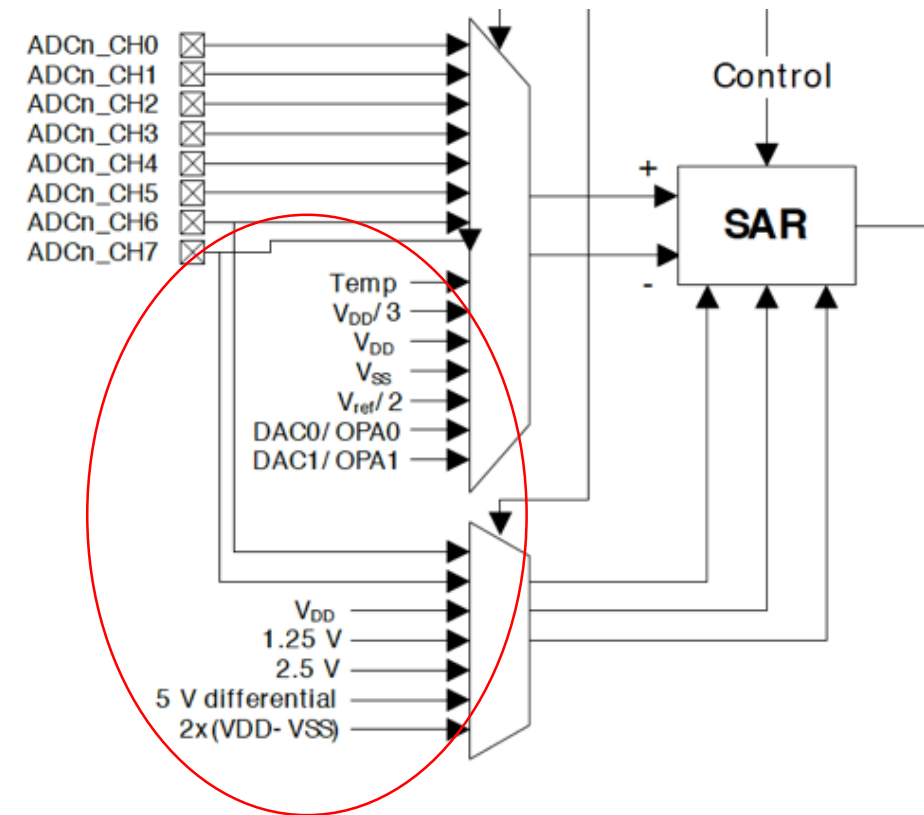 ADCn_CH0
ADCn_CH1
ADCn_CH2
ADCn_CH3
ADCn_CH4
ADCn_CH5
ADCn_CH6
ADCn_CH7
Temp
VDD/ 3
VDD
VSS
Vref/ 2
DAC0/ OPA0
DAC1/ OPA1
Control
+
SAR
-
VDD
1.25 V
2.5 V
5 V differential
2x(VDD- VSS)